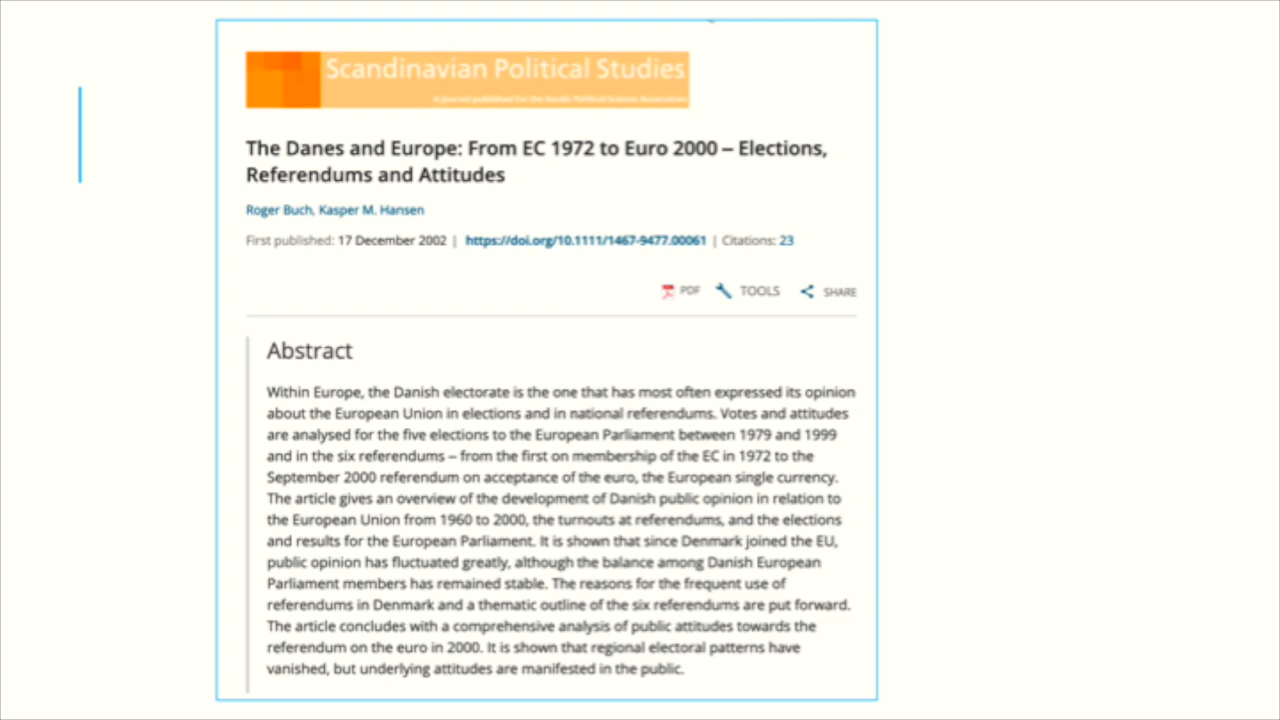 Scandinavian Political Studies
A journal published for the Nordic Political Science Association
The Danes and Europe: From EC 1972 to Euro 2000 – Elections,
Referendums and Attitudes
Roger Buch, Kasper M. Hansen
First published: 17 December 2002 | https://doi.org/10.1111/1467-9477.00061 | Citations: 23
PDF TOOLS SHARE
Abstract
Within Europe, the Danish electorate is the one that has most often expressed its opinion
about the European Union in elections and in national referendums. Votes and attitudes
are analysed for the five elections to the European Parliament between 1979 and 1999
and in the six referendums – from the first on membership of the EC in 1972 to the
September 2000 referendum on acceptance of the euro, the European single currency.
The article gives an overview of the development of Danish public opinion in relation to
the European Union from 1960 to 2000, the turnouts at referendums, and the elections
and results for the European Parliament. It is shown that since Denmark joined the EU,
public opinion has fluctuated greatly, although the balance among Danish European
Parliament members has remained stable. The reasons for the frequent use of
referendums in Denmark and a thematic outline of the six referendums are put forward.
The article concludes with a comprehensive analysis of public attitudes towards the
referendum on the euro in 2000. It is shown that regional electoral patterns have
vanished, but underlying attitudes are manifested in the public.